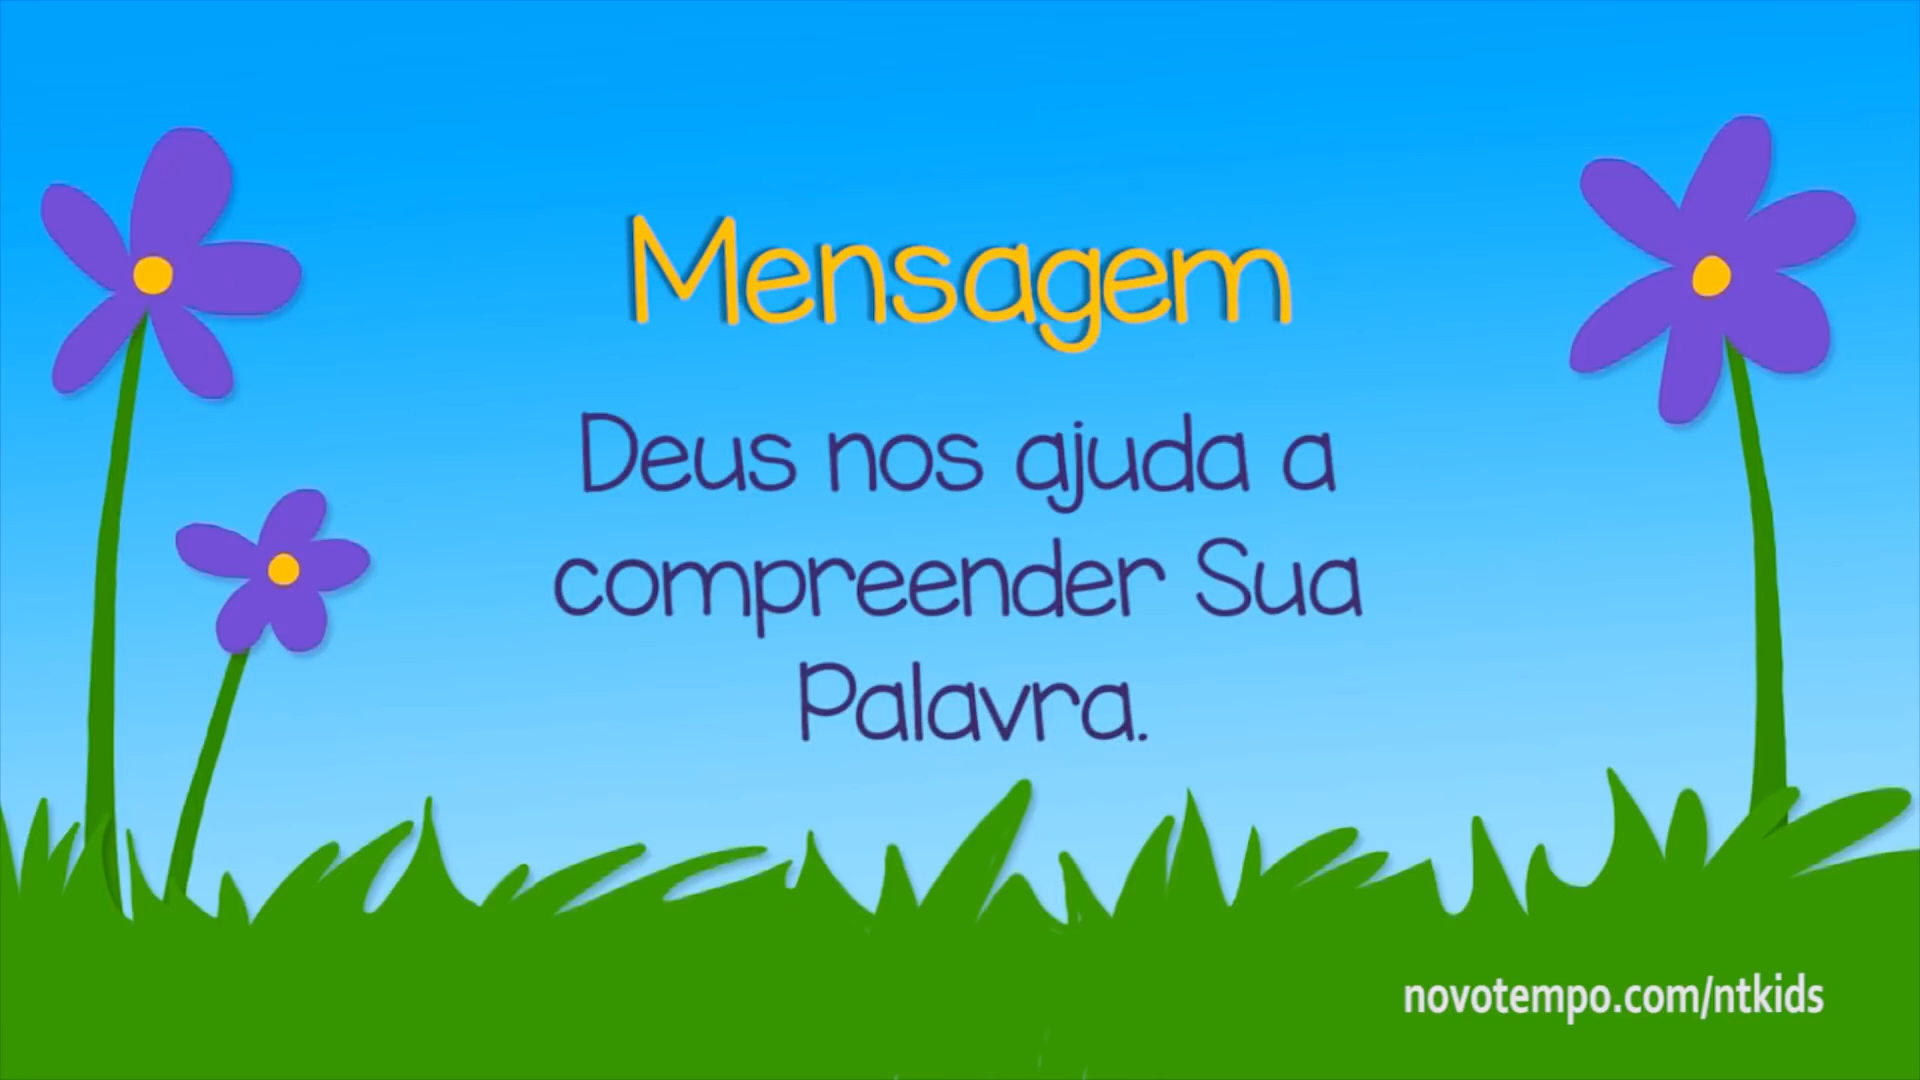 Mensagem
Deus nos ajuda a
compreender Sua
Palavra.
novotempo.com/ntkids